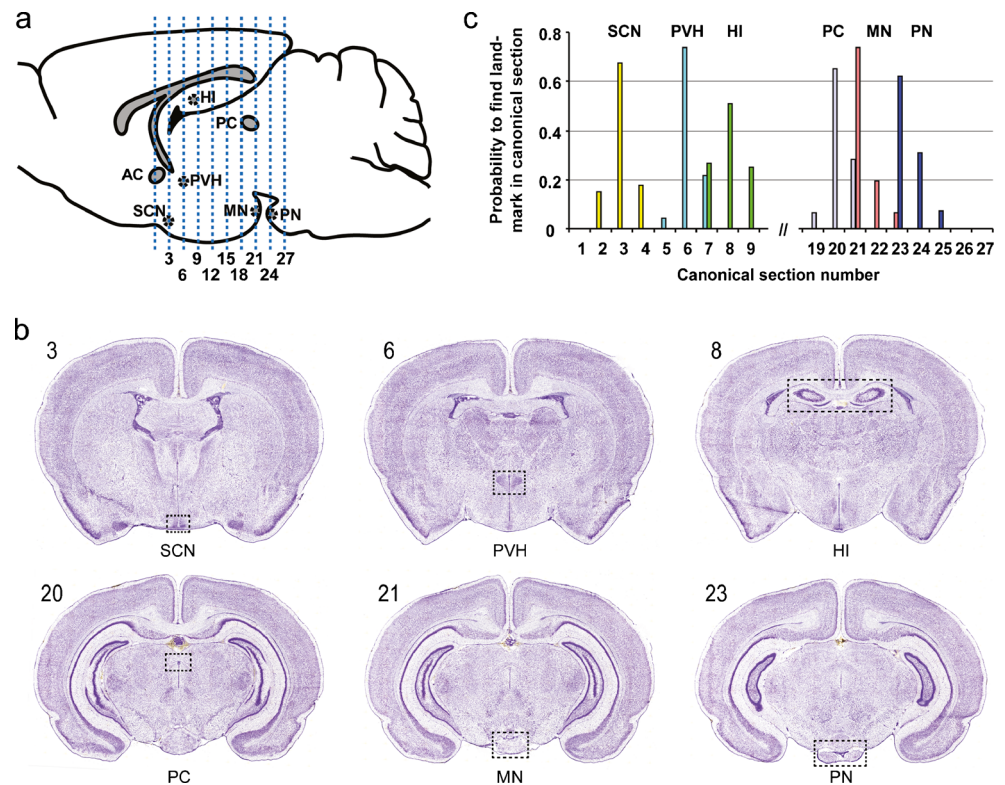 a
HI
PC
AC
PVH
SCN
MN
PN
3 9 15 21 27
6 12 18 24
c
Probability to find land-
mark in canonical section
SCN PVH HI PC MN PN
0.8
0.6
0.4
0.2
0
1 2 3 4 5 6 7 8 9 // 19 20 21 22 23 24 25 26 27
Canonical section number
b
3 6 8
SCN PVH HI
20 21 23
PC MN PN